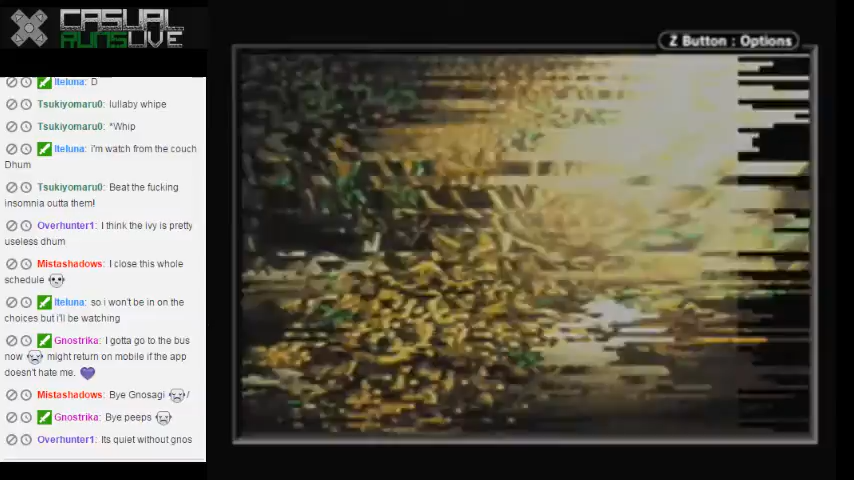 CASUAL
RUNSLIVE
Z Button : Options
Iteluna: D
Tsukiyomaru0: lullaby whipe
Tsukiyomaru0: *Whip
Iteluna: i'm watch from the couch
Dhum
Tsukiyomaru0: Beat the fucking
insomnia outta them!
Overhunter1: I think the ivy is pretty
useless dhum
Mistashadows: I close this whole
schedule
Iteluna: so i won't be in on the
choices but i'll be watching
Gnostrika: I gotta go to the bus
now might return on mobile if the app
doesn't hate me.
Mistashadows: Bye Gnosagi /
Gnostrika: Bye peeps
Overhunter1: Its quiet without gnos